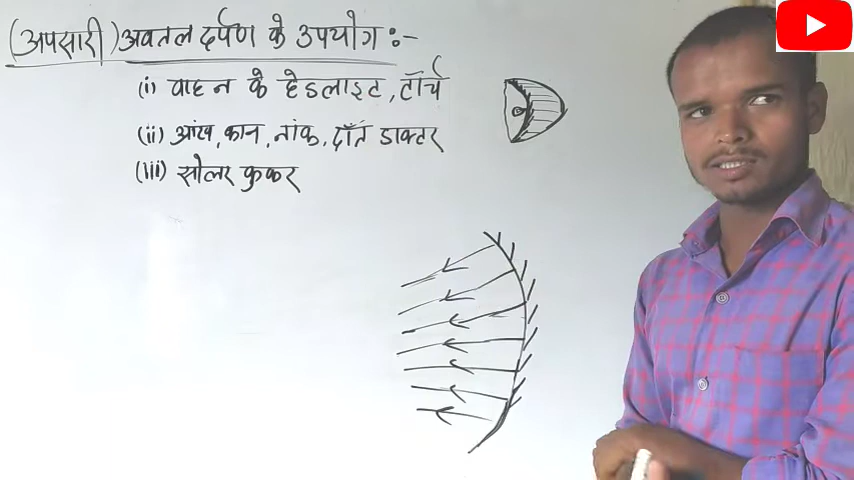 (अपसारी) अवतल दर्पण के उपयोग :-
(i) वाहन के हेडलाइट, टॉर्च
(ii) आंख, कान, नांक, दाँत डाक्टर
(iii) सोलर कुकर